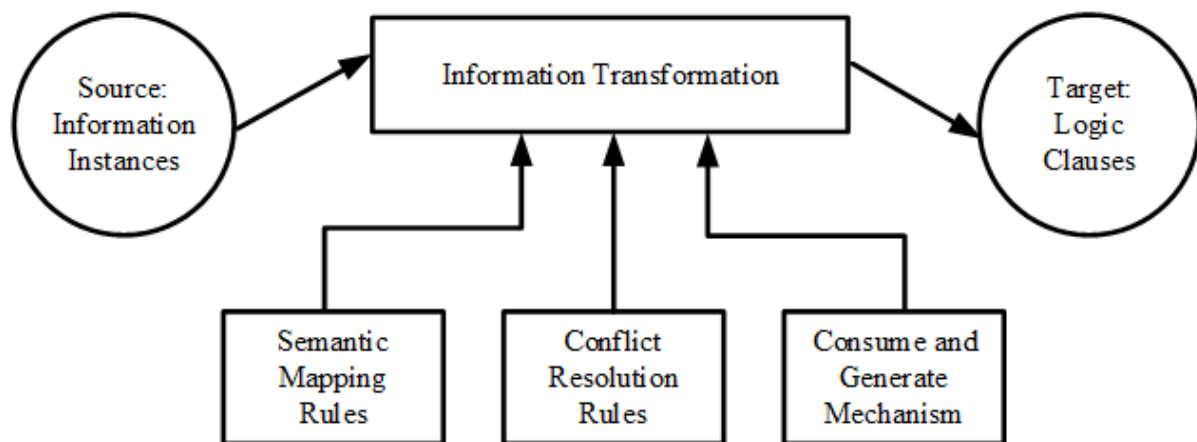 Source:
Information
Instances
Information Transformation
Target:
Logic
Clauses
Semantic
Mapping
Rules
Conflict
Resolution
Rules
Consume and
Generate
Mechanism